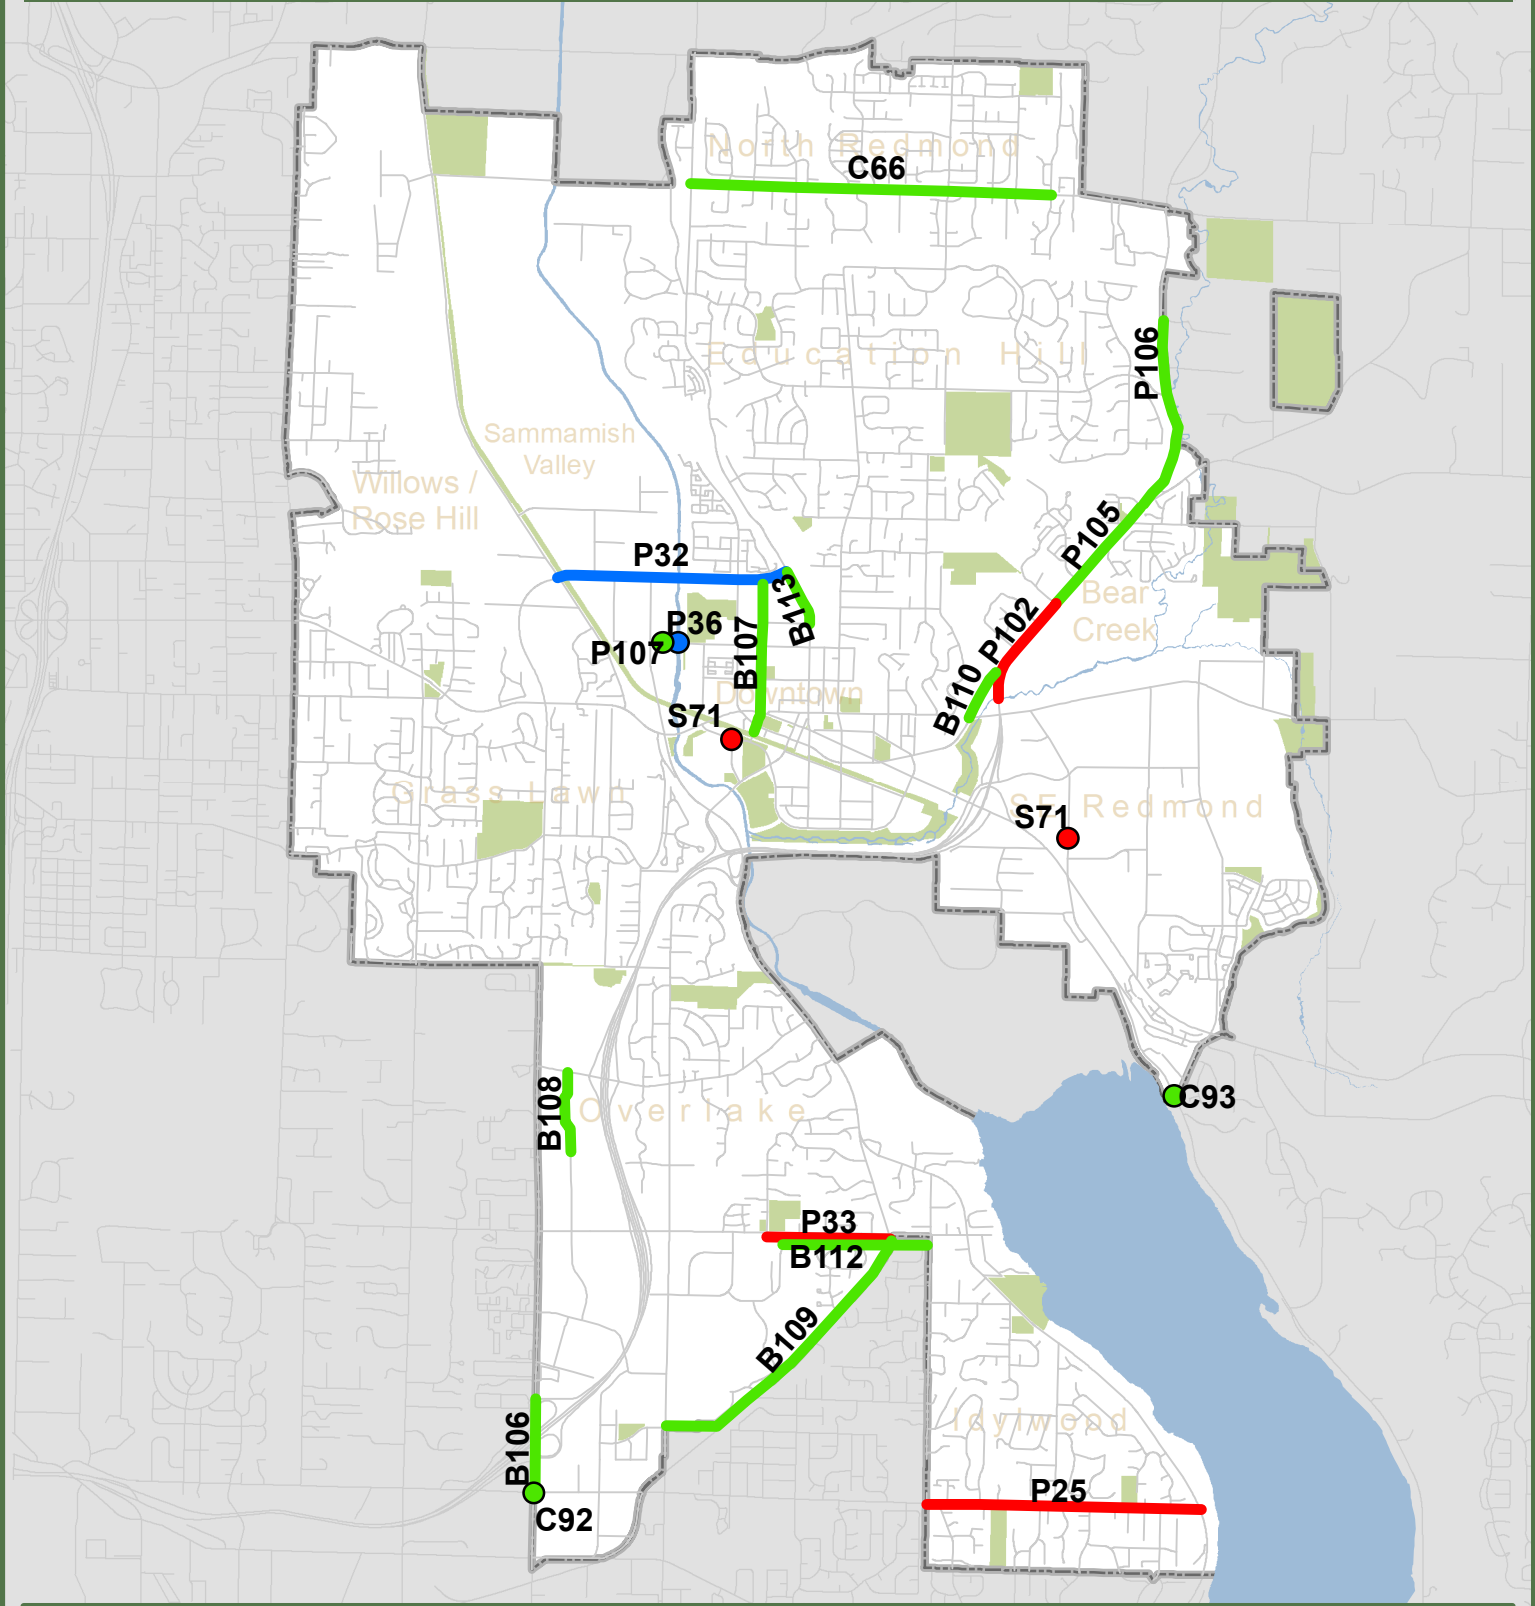 North Redmond
C66
P106
Education Hill
Sammamish
Valley
Willows /
Rose Hill
P105
P32
B113
Bear
Creek
P36
P107
B107
P102
Downtown
B110
S71
Grass Lawn
SE Redmond
S71
C93
B108
Overlake
P33
B112
B109
Idylwood
B106
P25
C92